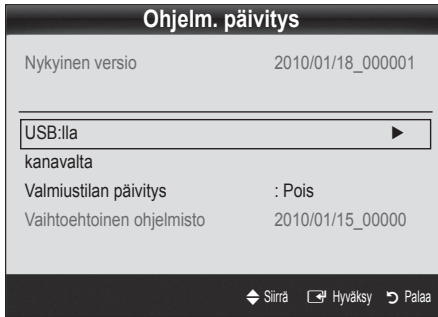 Ohjelm. päivitys
Nykyinen versio 2010/01/18_000001
USB:lla ►
kanavalta
Valmiustilan päivitys : Pois
Vaihtoehtoinen ohjelmisto 2010/01/15_00000
Siirrä Hyväksy Palaa